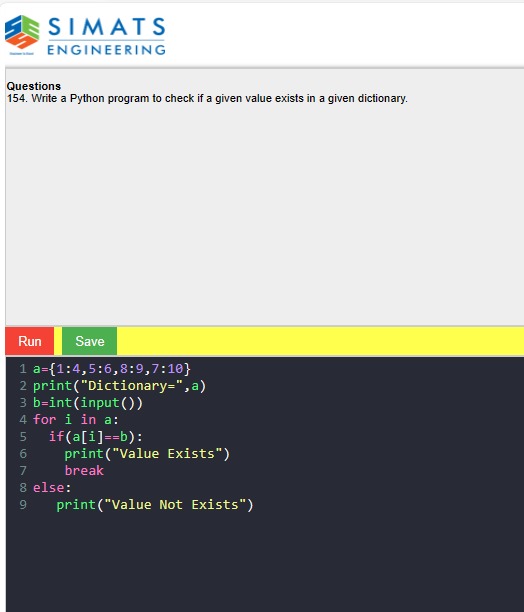 SIMATS
ENGINEERING
Questions
154. Write a Python program to check if a given value exists in a given dictionary.
Run Save
1 a={1:4,5:6,8:9,7:10}
2 print("Dictionary=",a)
3 b=int(input())
4 for i in a:
5   if(a[i]==b):
6     print("Value Exists")
7     break
8 else:
9    print("Value Not Exists")